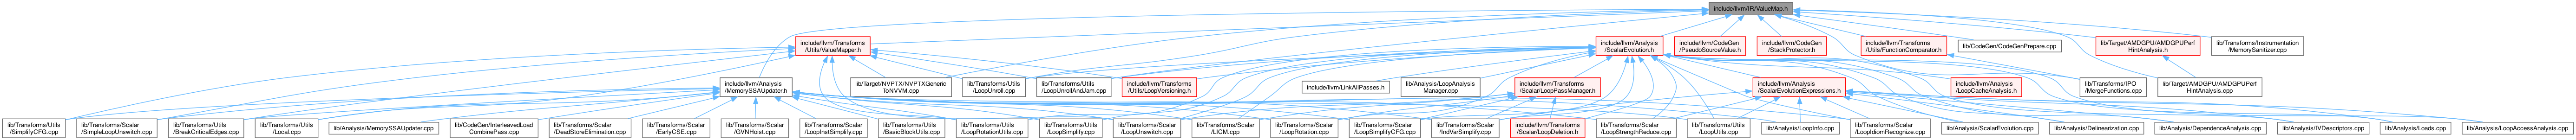 include/llvm/IR/ValueMap.h
include/llvm/Transforms
/Utils/ValueMapper.h
include/llvm/Analysis
/ScalarEvolution.h
include/llvm/CodeGen
/PseudoSourceValue.h
include/llvm/CodeGen
/StackProtector.h
include/llvm/Transforms
/Utils/FunctionComparator.h
lib/CodeGen/CodeGenPrepare.cpp
lib/Target/AMDGPU/AMDGPUPerf
HintAnalysis.h
lib/Transforms/Instrumentation
/MemorySanitizer.cpp
include/llvm/Analysis
/MemorySSAUpdater.h
lib/Target/NVPTX/NVPTXGenericToNVVM.cpp
lib/Transforms/Utils
/LoopUnroll.cpp
lib/Transforms/Utils
/LoopUnrollAndJam.cpp
include/llvm/Transforms
/Utils/LoopVersioning.h
include/llvm/LinkAllPasses.h
lib/Analysis/LoopAnalysis
Manager.cpp
include/llvm/Transforms
/Scalar/LoopPassManager.h
include/llvm/Analysis
/ScalarEvolutionExpressions.h
include/llvm/Analysis
/LoopCacheAnalysis.h
lib/Transforms/IPO
/MergeFunctions.cpp
lib/Target/AMDGPU/AMDGPUPerf
HintAnalysis.cpp
lib/Transforms/Utils
/SimplifyCFG.cpp
lib/Transforms/Scalar
/SimpleLoopUnswitch.cpp
lib/Transforms/Utils
/BreakCriticalEdges.cpp
lib/Transforms/Utils
/Local.cpp
lib/Analysis/MemorySSAUpdater.cpp
lib/CodeGen/InterleavedLoad
CombinePass.cpp
lib/Transforms/Scalar
/DeadStoreElimination.cpp
lib/Transforms/Scalar
/EarlyCSE.cpp
lib/Transforms/Scalar
/GVNHoist.cpp
lib/Transforms/Scalar
/LoopInstSimplify.cpp
lib/Transforms/Utils
/BasicBlockUtils.cpp
lib/Transforms/Utils
/LoopRotationUtils.cpp
lib/Transforms/Utils
/LoopSimplify.cpp
lib/Transforms/Scalar
/LoopUnswitch.cpp
lib/Transforms/Scalar
/LICM.cpp
lib/Transforms/Scalar
/LoopRotation.cpp
lib/Transforms/Scalar
/LoopSimplifyCFG.cpp
lib/Transforms/Scalar
/IndVarSimplify.cpp
include/llvm/Transforms
/Scalar/LoopDeletion.h
lib/Transforms/Scalar
/LoopStrengthReduce.cpp
lib/Transforms/Utils
/LoopUtils.cpp
lib/Analysis/LoopInfo.cpp
lib/Transforms/Scalar
/LoopIdiomRecognize.cpp
lib/Analysis/ScalarEvolution.cpp
lib/Analysis/Delinearization.cpp
lib/Analysis/DependenceAnalysis.cpp
lib/Analysis/IVDescriptors.cpp
lib/Analysis/Loads.cpp
lib/Analysis/LoopAccessAnalysis.cpp